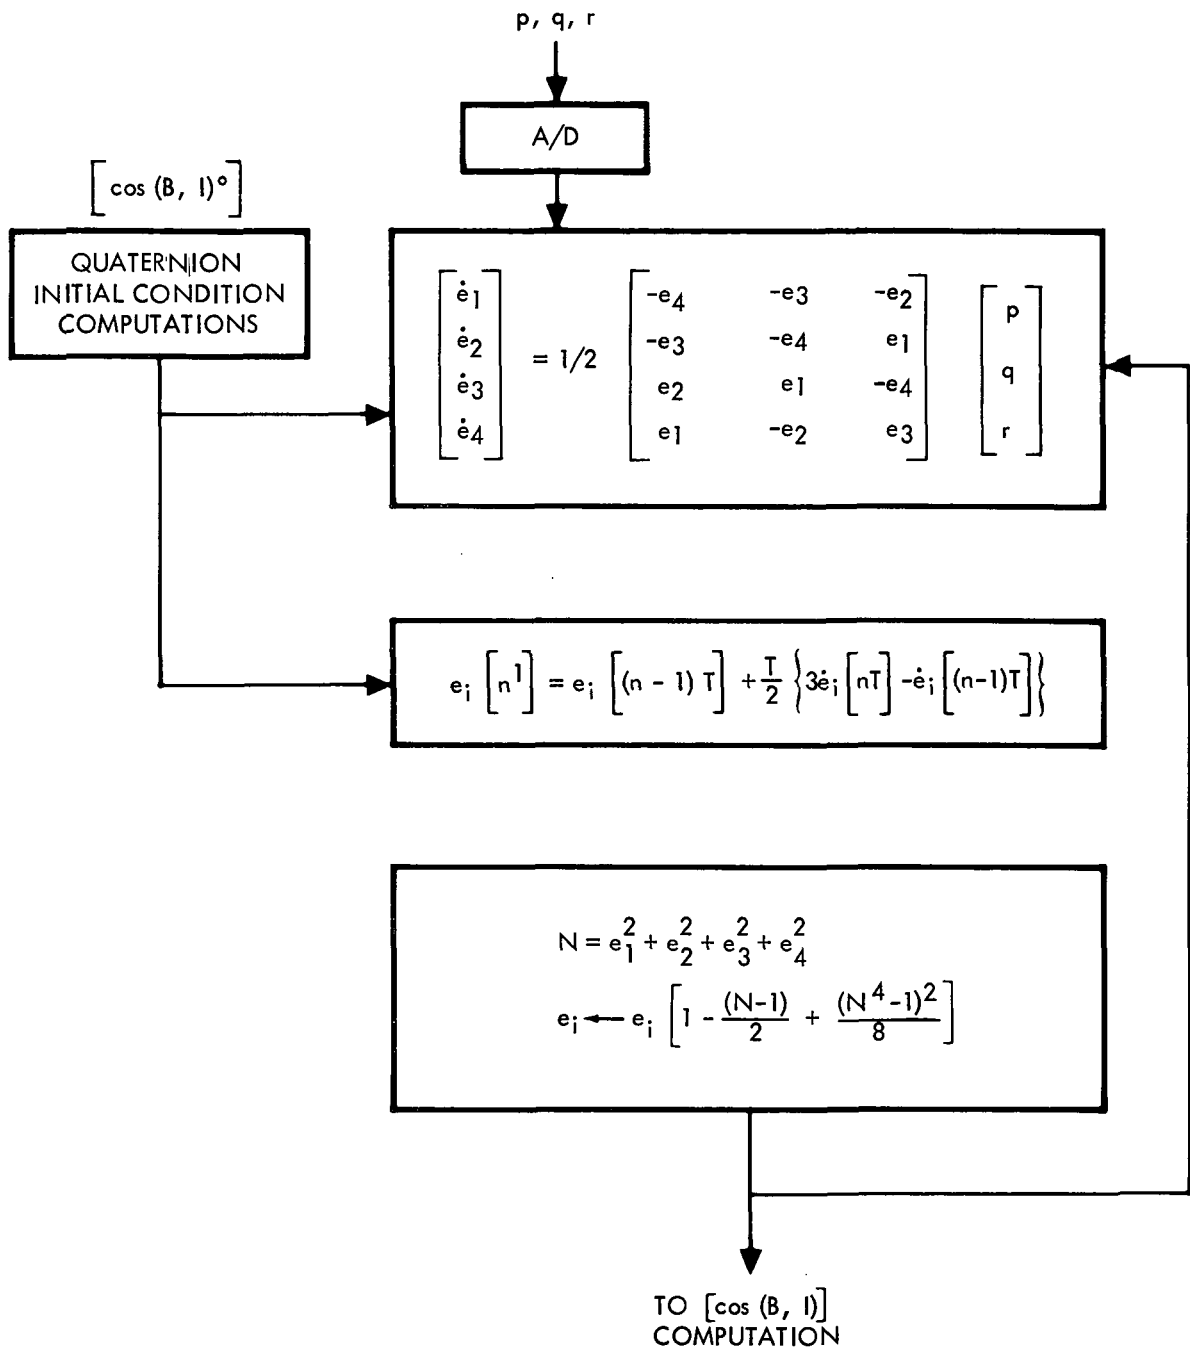 p, q, r
A/D
[cos (B, I)°]
QUATERNION
INITIAL CONDITION
COMPUTATIONS
[ė1 ė2 ė3 ė4] = 1/2 [-e4 -e3 -e2
-e3 -e4 e1
e2 e1 -e4
e1 -e2 e3] [p q r]
ei [n1] = ei [(n - 1) T] + T/2 {3ėi [nT] -ėi [(n-1)T]}
N = e1^2 + e2^2 + e3^2 + e4^2
ei ← ei [1 - (N-1)/2 + (N^4 -1)^2/8]
TO [cos (B, I)]
COMPUTATION